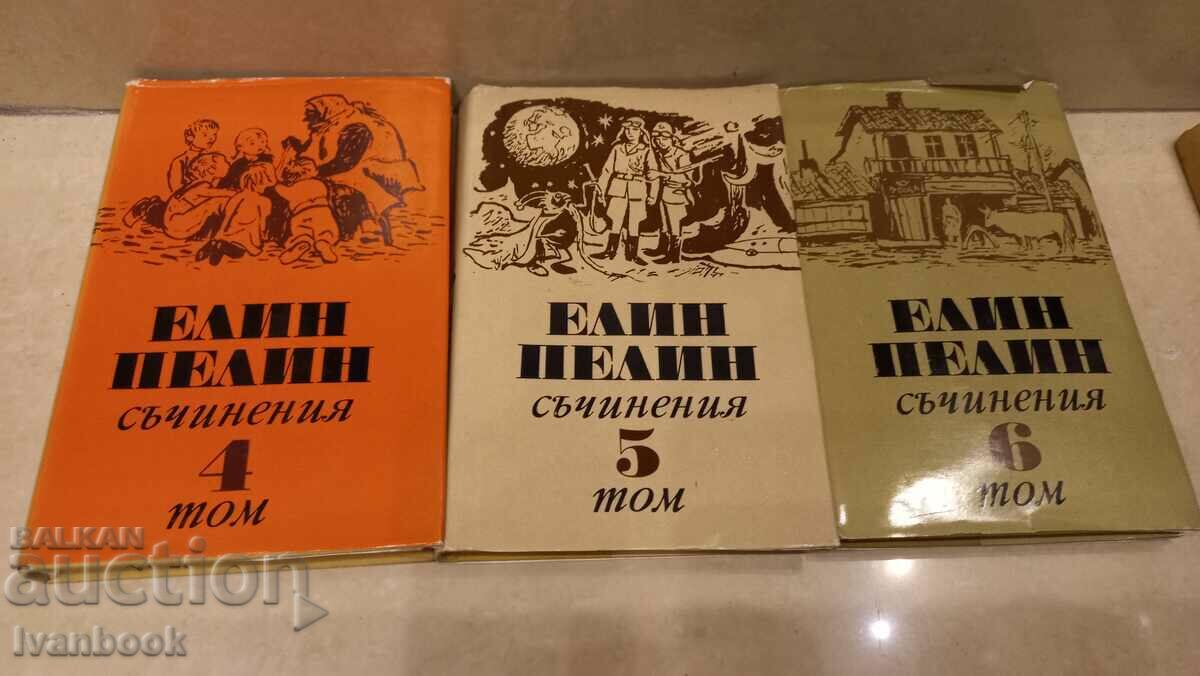 ЕЛИН
ПЕЛИН
съчинения
4
том
ЕЛИН
ПЕЛИН
съчинения
5
том
ЕЛИН
ПЕЛИН
съчинения
6
том
BALKAN
auction
Ivanbook